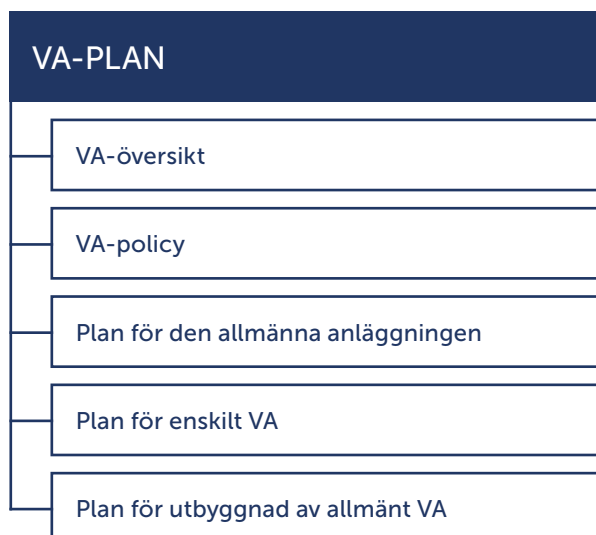 VA-PLAN
VA-översikt
VA-policy
Plan för den allmänna anläggningen
Plan för enskilt VA
Plan för utbyggnad av allmänt VA